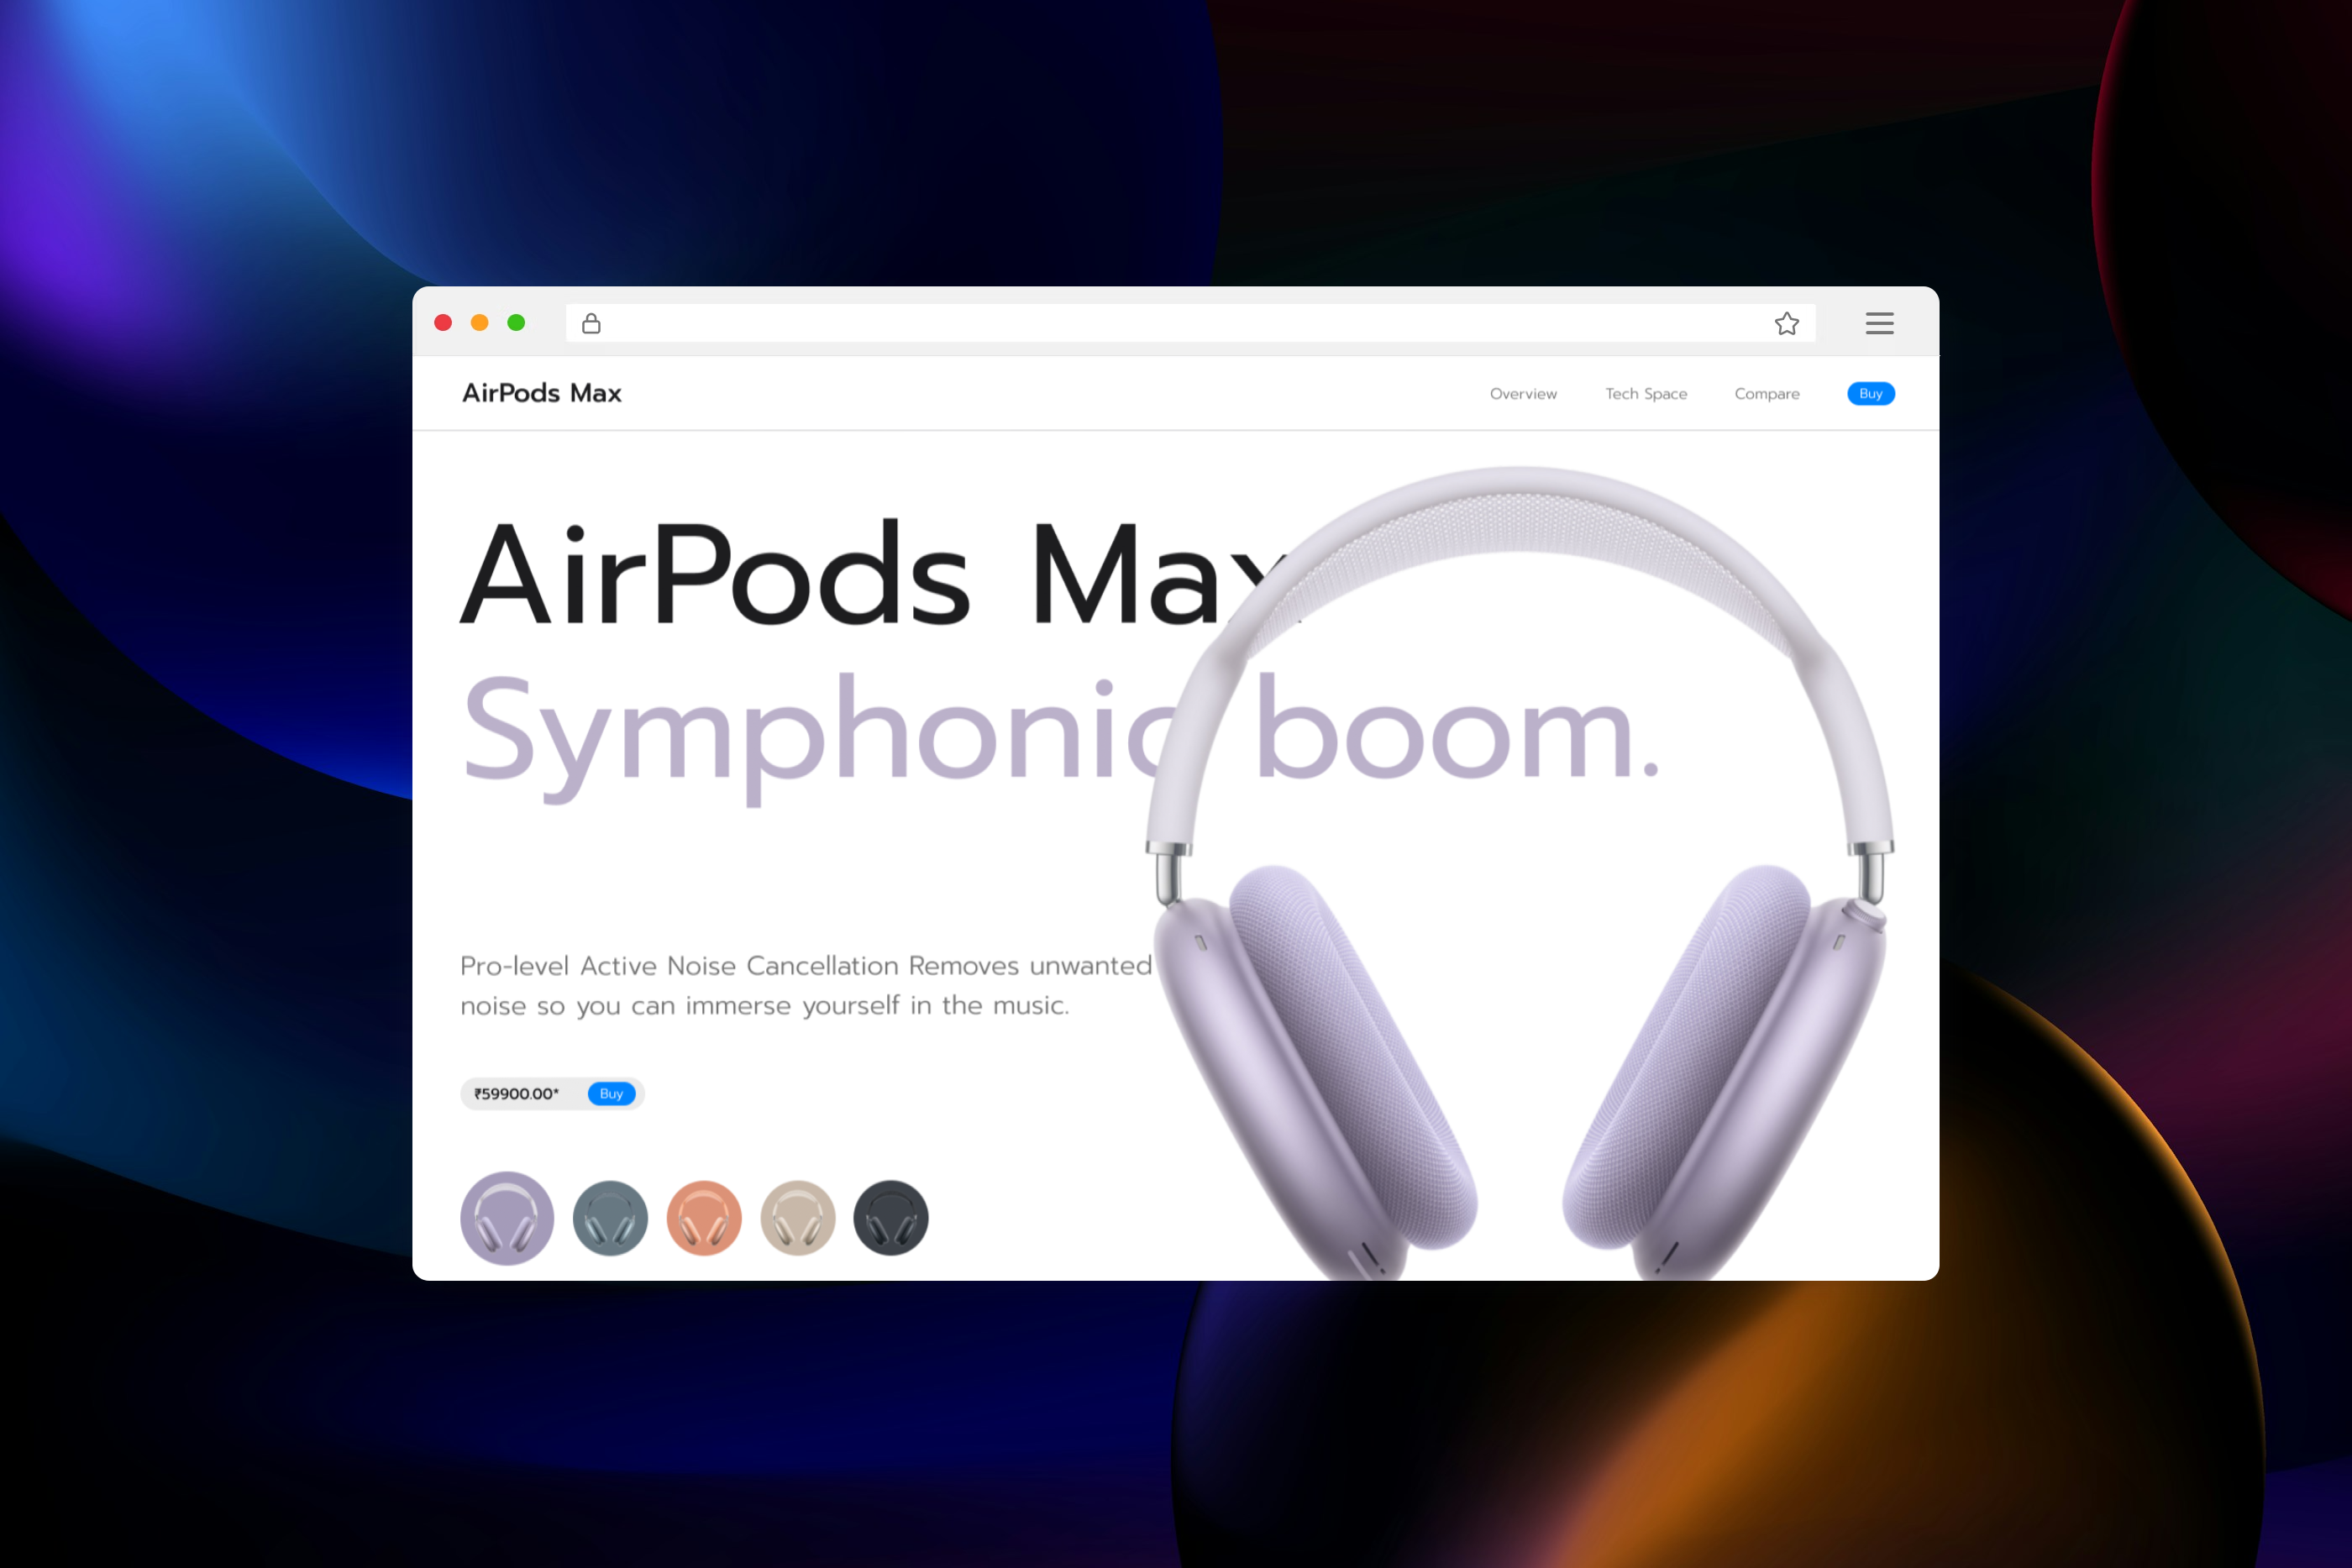 AirPods Max
Overview Tech Space Compare Buy
AirPods Max
Symphonic boom.
Pro-level Active Noise Cancellation Removes unwanted
noise so you can immerse yourself in the music.
₹59900.00* Buy